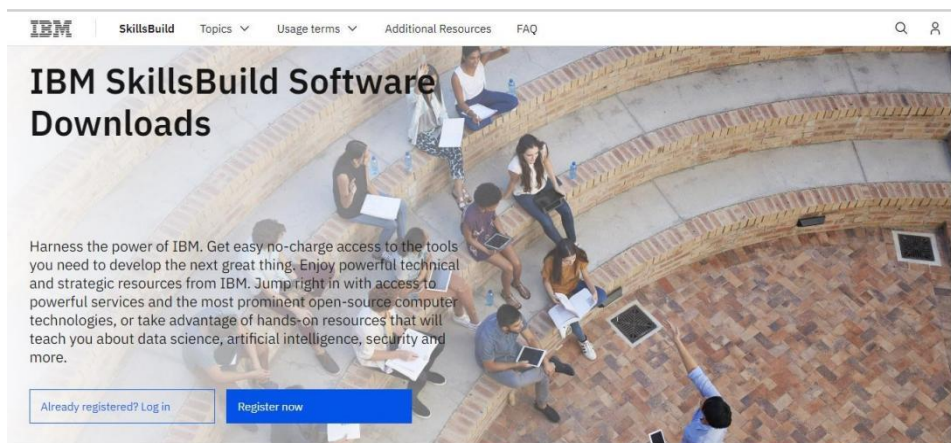 IBM SkillsBuild Topics Usage terms Additional Resources FAQ
IBM SkillsBuild Software
Downloads
Harness the power of IBM. Get easy no-charge access to the tools
you need to develop the next great thing. Enjoy powerful technical
and strategic resources from IBM. Jump right in with access to
powerful services and the most prominent open-source computer
technologies, or take advantage of hands-on resources that will
teach you about data science, artificial intelligence, security and
more.
Already registered? Log in Register now